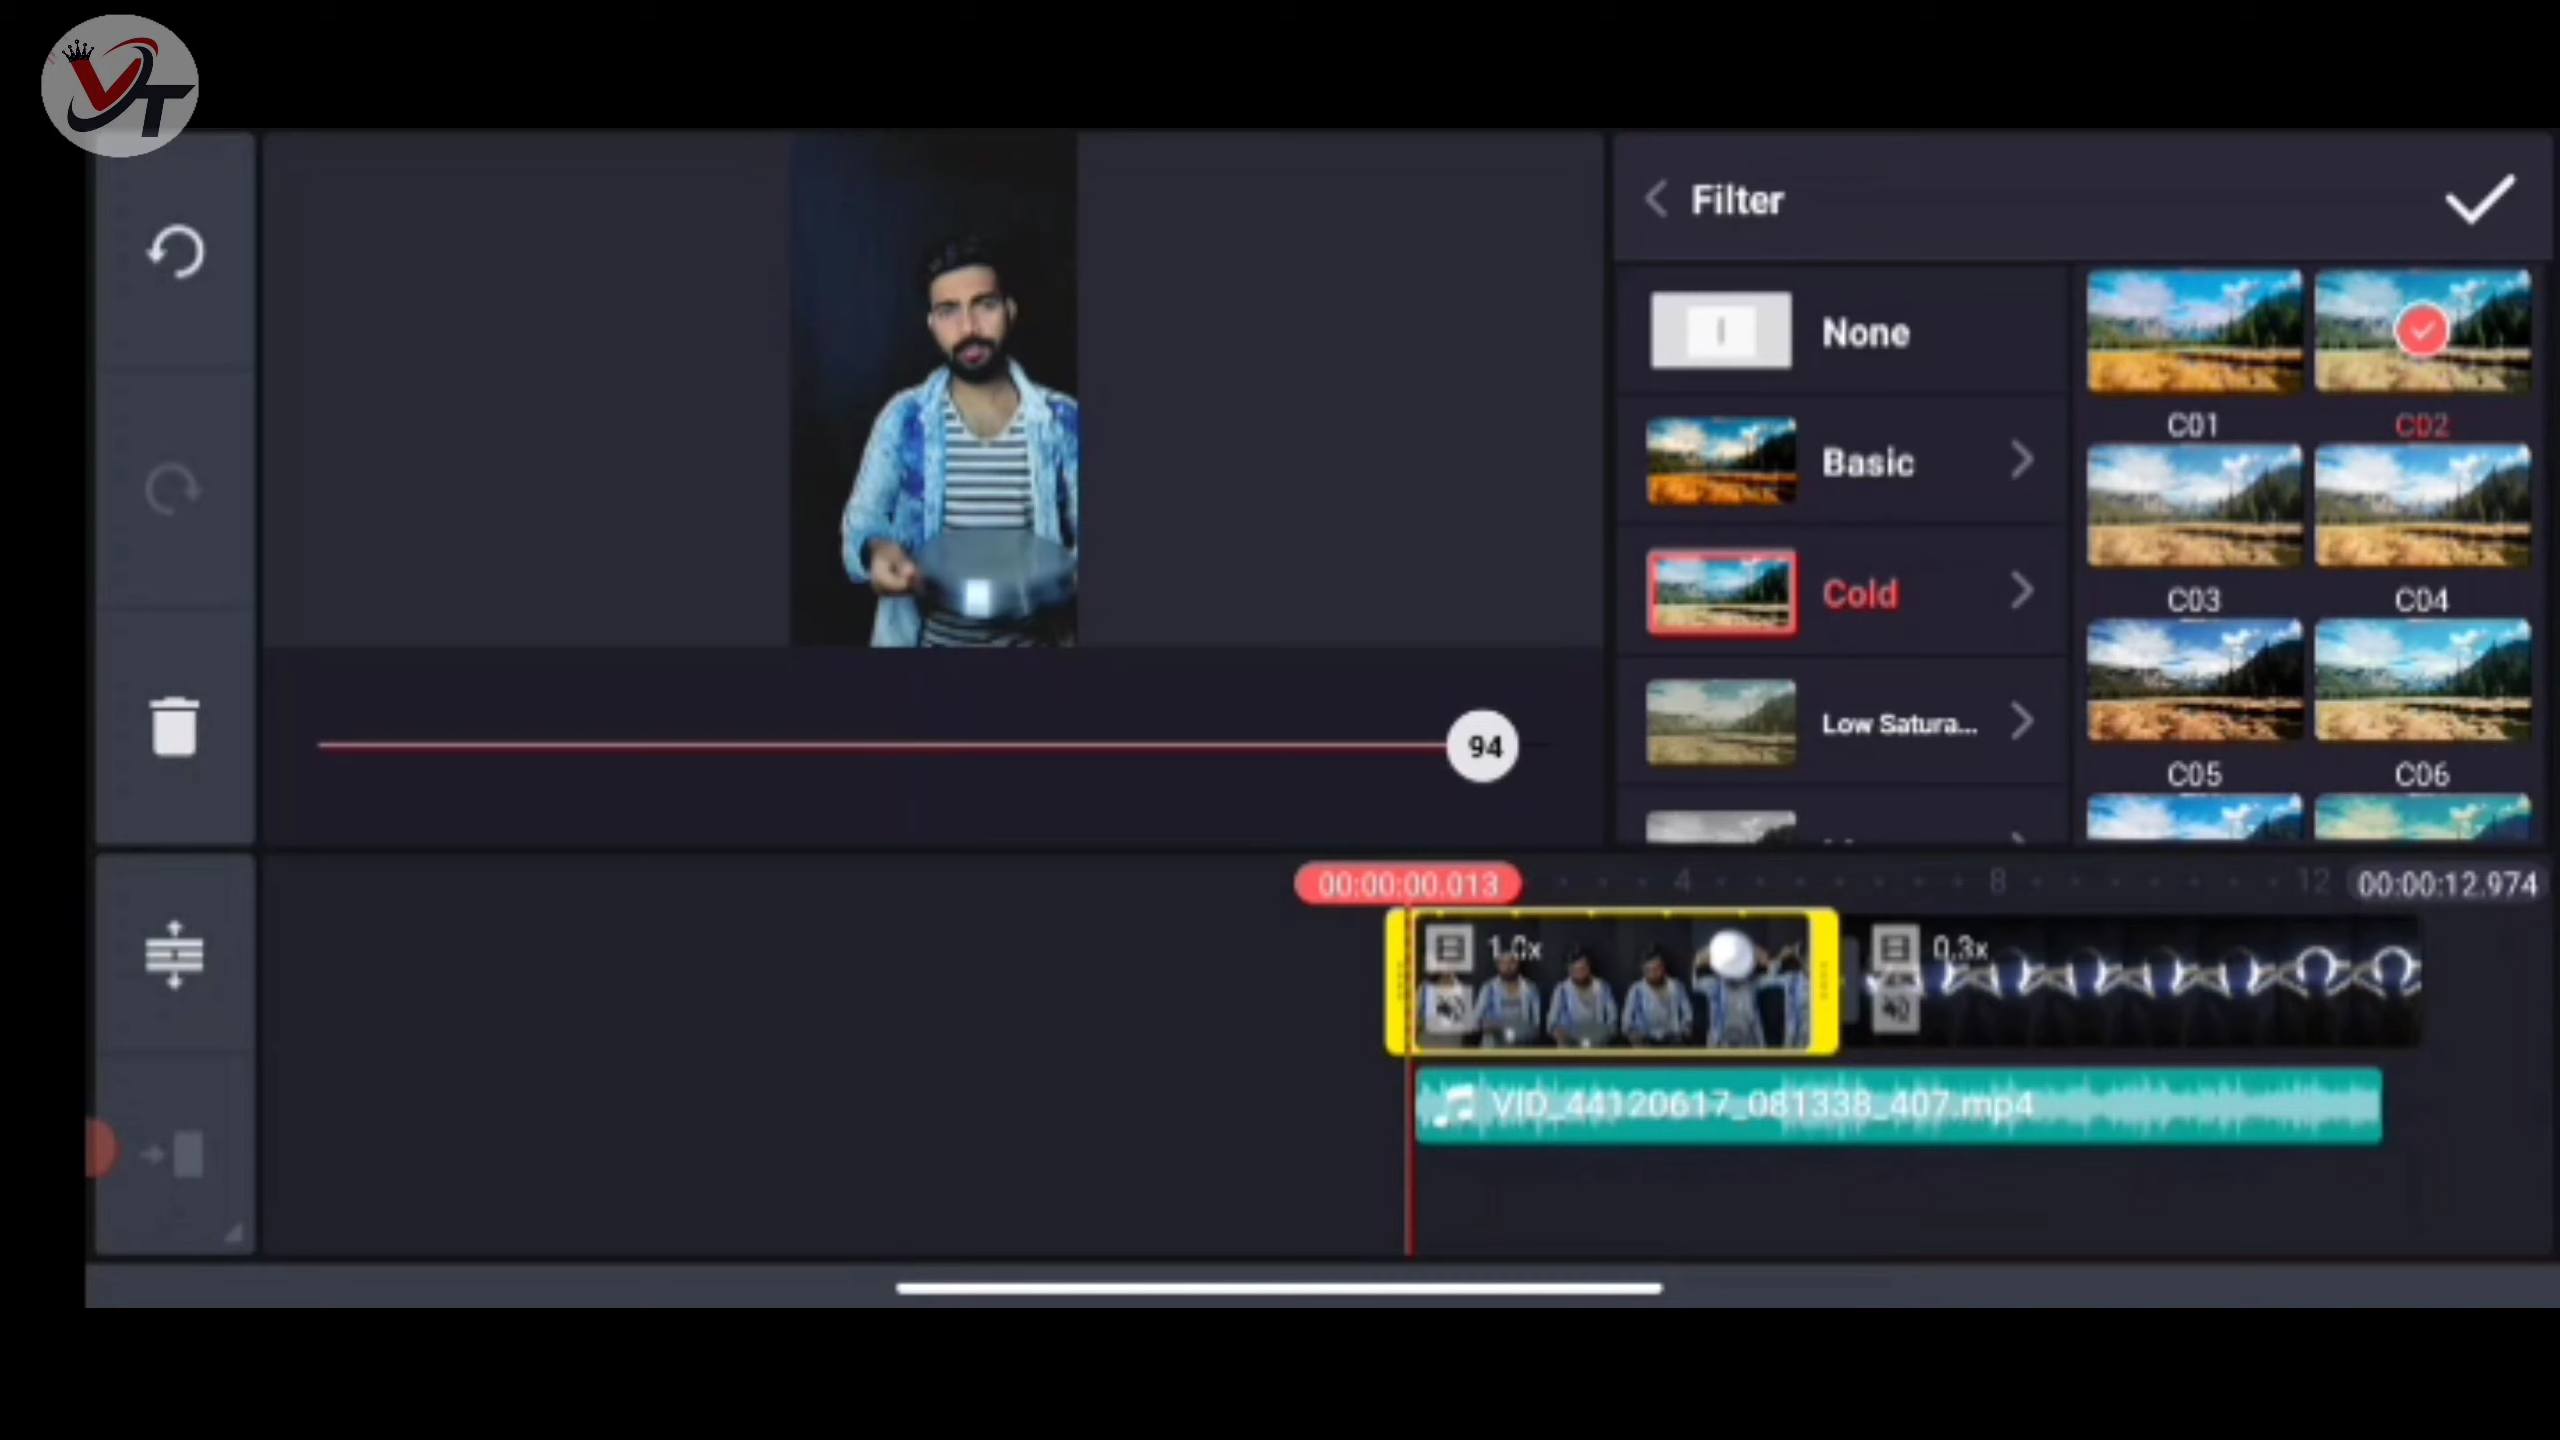 VT
Filter
None
Basic
Cold
Low Satura...
C01
C02
C03
C04
C05
C06
94
00:00:00.013
4
8
12
00:00:12.974
1.0x
0.3x
VID_44120617_081338_407.mp4